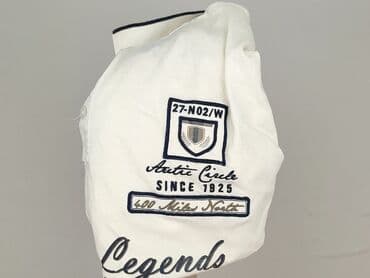 27-N02/W
Artic Circle
SINCE 1925
400 Miles North
Legends